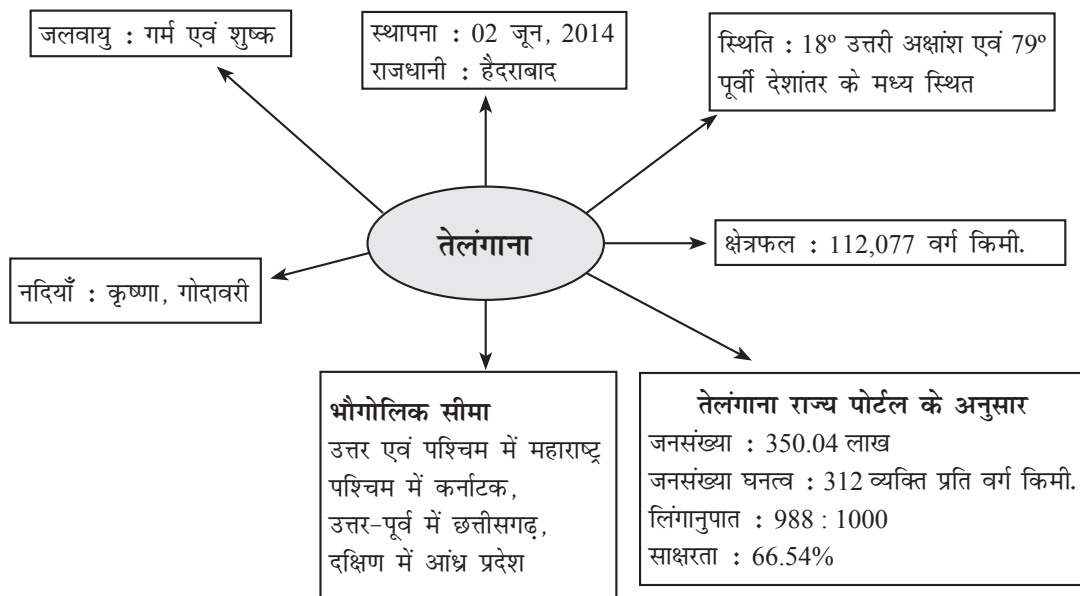 जलवायु : गर्म एवं शुष्क
स्थापना : 02 जून, 2014
राजधानी : हैदराबाद
स्थिति : 18º उत्तरी अक्षांश एवं 79º
पूर्वी देशांतर के मध्य स्थित
तेलंगाना
क्षेत्रफल : 112,077 वर्ग किमी.
नदियाँ : कृष्णा, गोदावरी
भौगोलिक सीमा
उत्तर एवं पश्चिम में महाराष्ट्र
पश्चिम में कर्नाटक,
उत्तर-पूर्व में छत्तीसगढ़,
दक्षिण में आंध्र प्रदेश
तेलंगाना राज्य पोर्टल के अनुसार
जनसंख्या : 350.04 लाख
जनसंख्या घनत्व : 312 व्यक्ति प्रति वर्ग किमी.
लिंगानुपात : 988 : 1000
साक्षरता : 66.54%